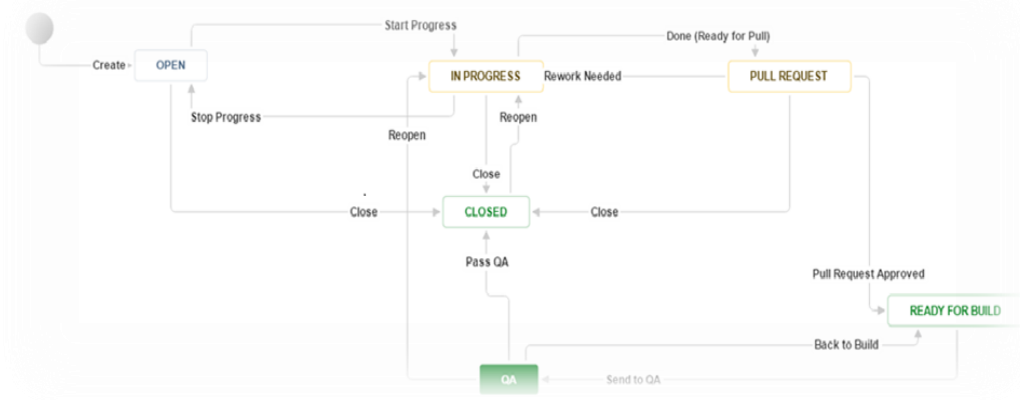 Start Progress
Done (Ready for Pull)
Create
OPEN
IN PROGRESS
Rework Needed
PULL REQUEST
Stop Progress
Reopen
Reopen
Close
Close
CLOSED
Close
Pass QA
Pull Request Approved
READY FOR BUILD
Back to Build
QA
Send to QA